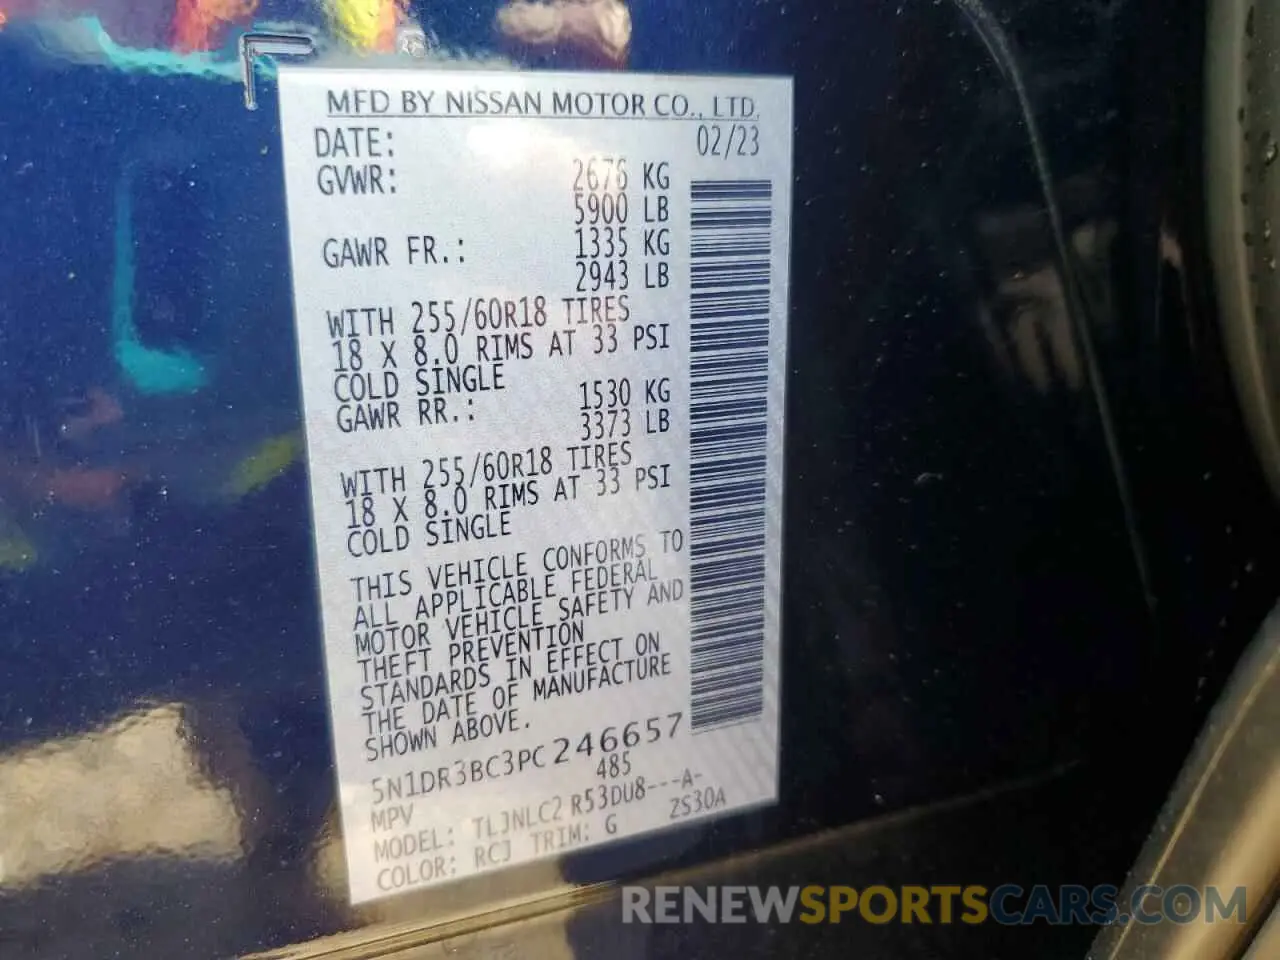 MFD BY NISSAN MOTOR CO., LTD.
DATE: 02/23
GVWR: 2676 KG
5900 LB
GAWR FR.: 1335 KG
2943 LB
WITH 255/60R18 TIRES
18 X 8.0 RIMS AT 33 PSI
COLD SINGLE
GAWR RR.: 1530 KG
3373 LB
WITH 255/60R18 TIRES
18 X 8.0 RIMS AT 33 PSI
COLD SINGLE
THIS VEHICLE CONFORMS TO
ALL APPLICABLE FEDERAL
MOTOR VEHICLE SAFETY AND
THEFT PREVENTION
STANDARDS IN EFFECT ON
THE DATE OF MANUFACTURE
SHOWN ABOVE.
5N1DR3BC3PC246657
MPV 485
MODEL: TLJNLC2 R53DU8---A-
COLOR: RCJ TRIM: G ZS30A
RENEWSPORTSCARS.COM